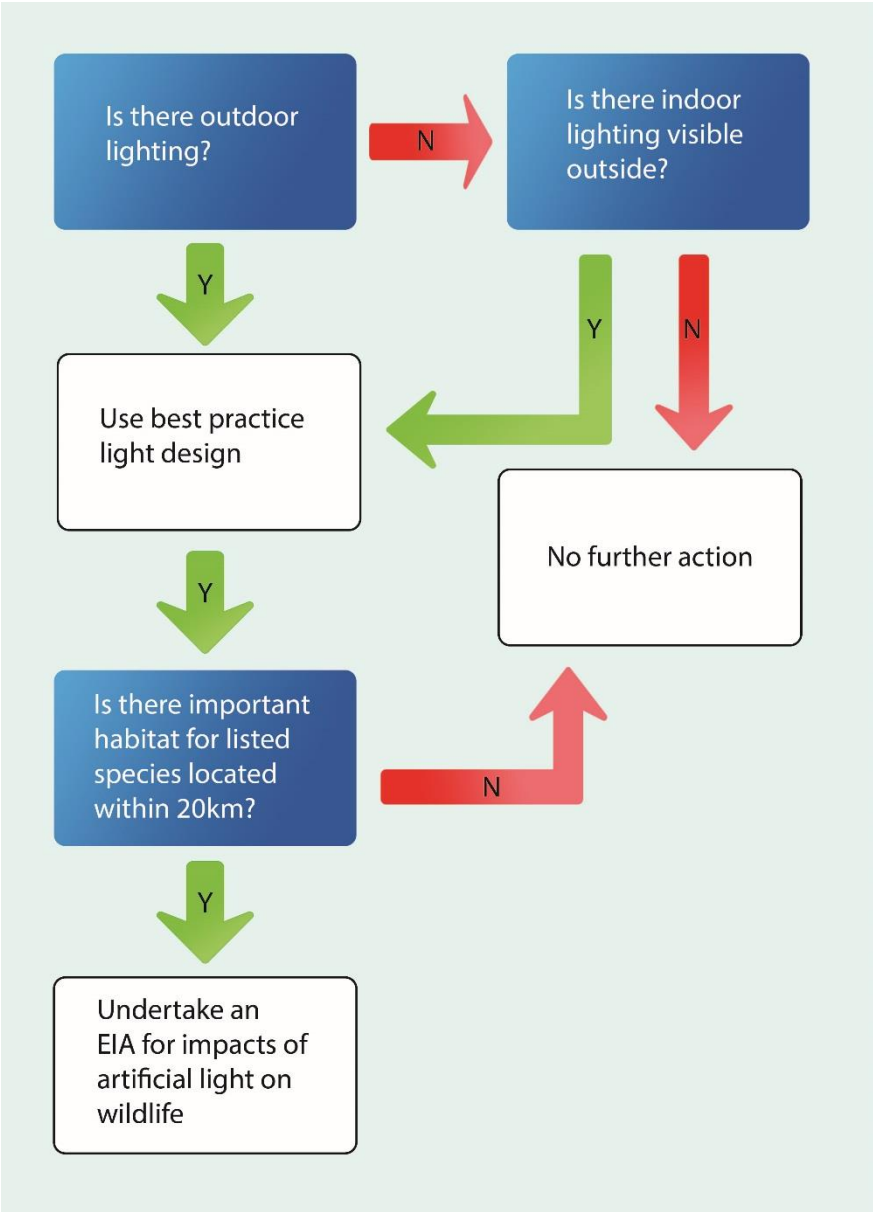 Is there outdoor
lighting?
N
Is there indoor
lighting visible
outside?
Y
Y
N
Use best practice
light design
No further action
Y
Is there important
habitat for listed
species located
within 20km?
N
Y
Undertake an
EIA for impacts of
artificial light on
wildlife